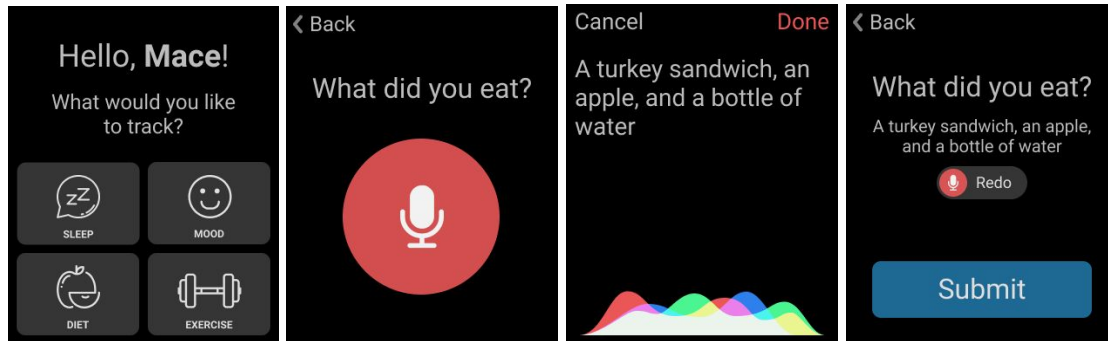 Hello, Mace!
What would you like
to track?
zZ
SLEEP
MOOD
DIET
EXERCISE
Back
What did you eat?
Cancel
Done
A turkey sandwich, an
apple, and a bottle of
water
Back
What did you eat?
A turkey sandwich, an apple,
and a bottle of water
Redo
Submit